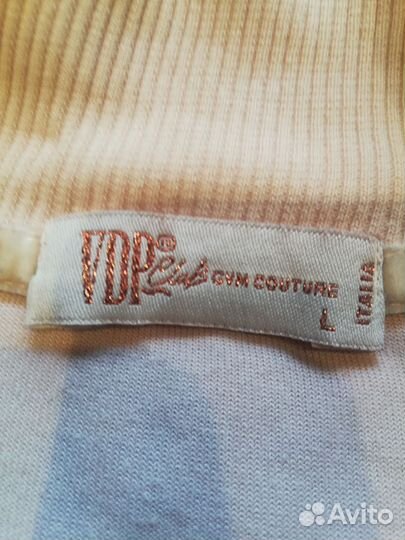 VDP® Club GYM COUTURE
L
ITALIA
Avito